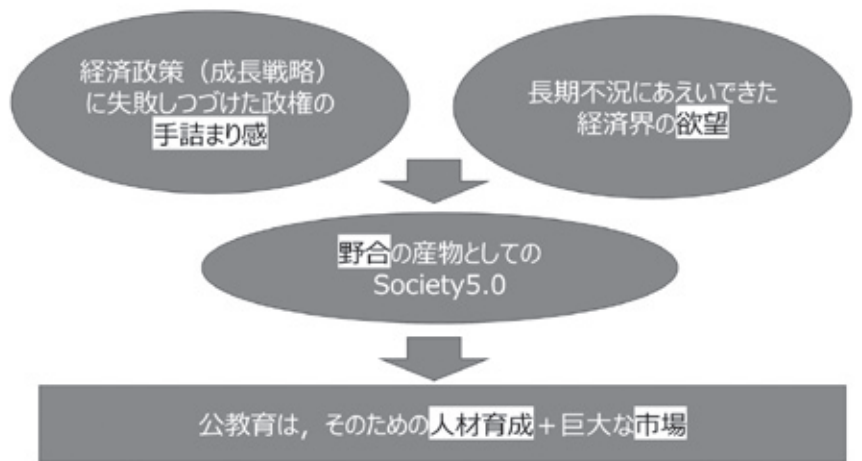 経済政策（成長戦略）
に失敗しつづけた政権の
手詰まり感
長期不況にあえいできた
経済界の欲望
野合の産物としての
Society5.0
公教育は，そのための人材育成＋巨大な市場